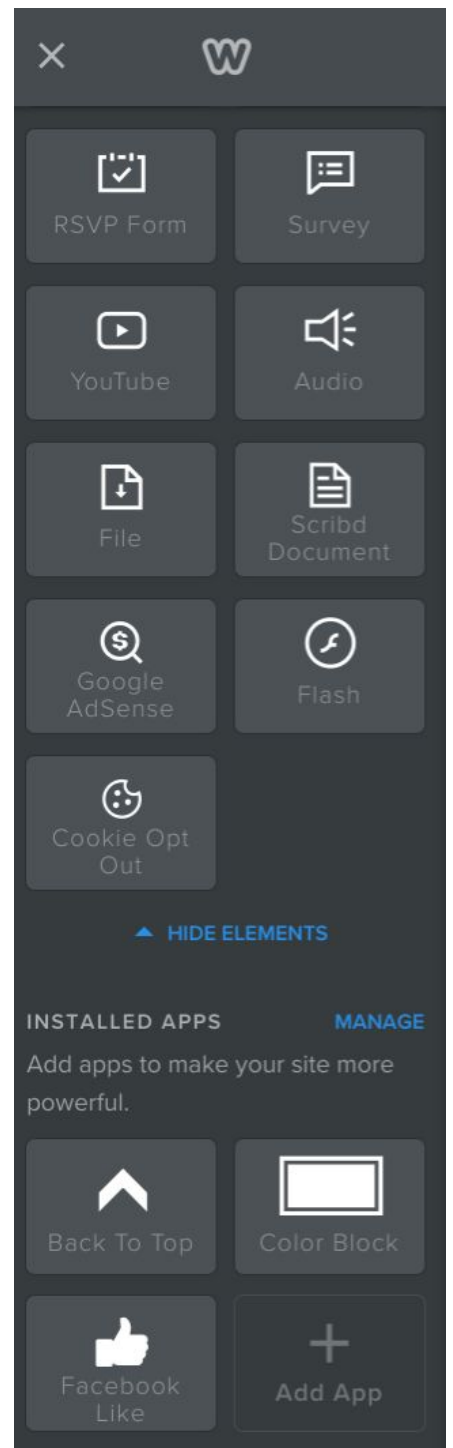 RSVP Form
Survey
YouTube
Audio
File
Scribd
Document
Google
AdSense
Flash
Cookie Opt
Out
HIDE ELEMENTS
INSTALLED APPS
MANAGE
Add apps to make your site more
powerful.
Back To Top
Color Block
Facebook
Like
Add App